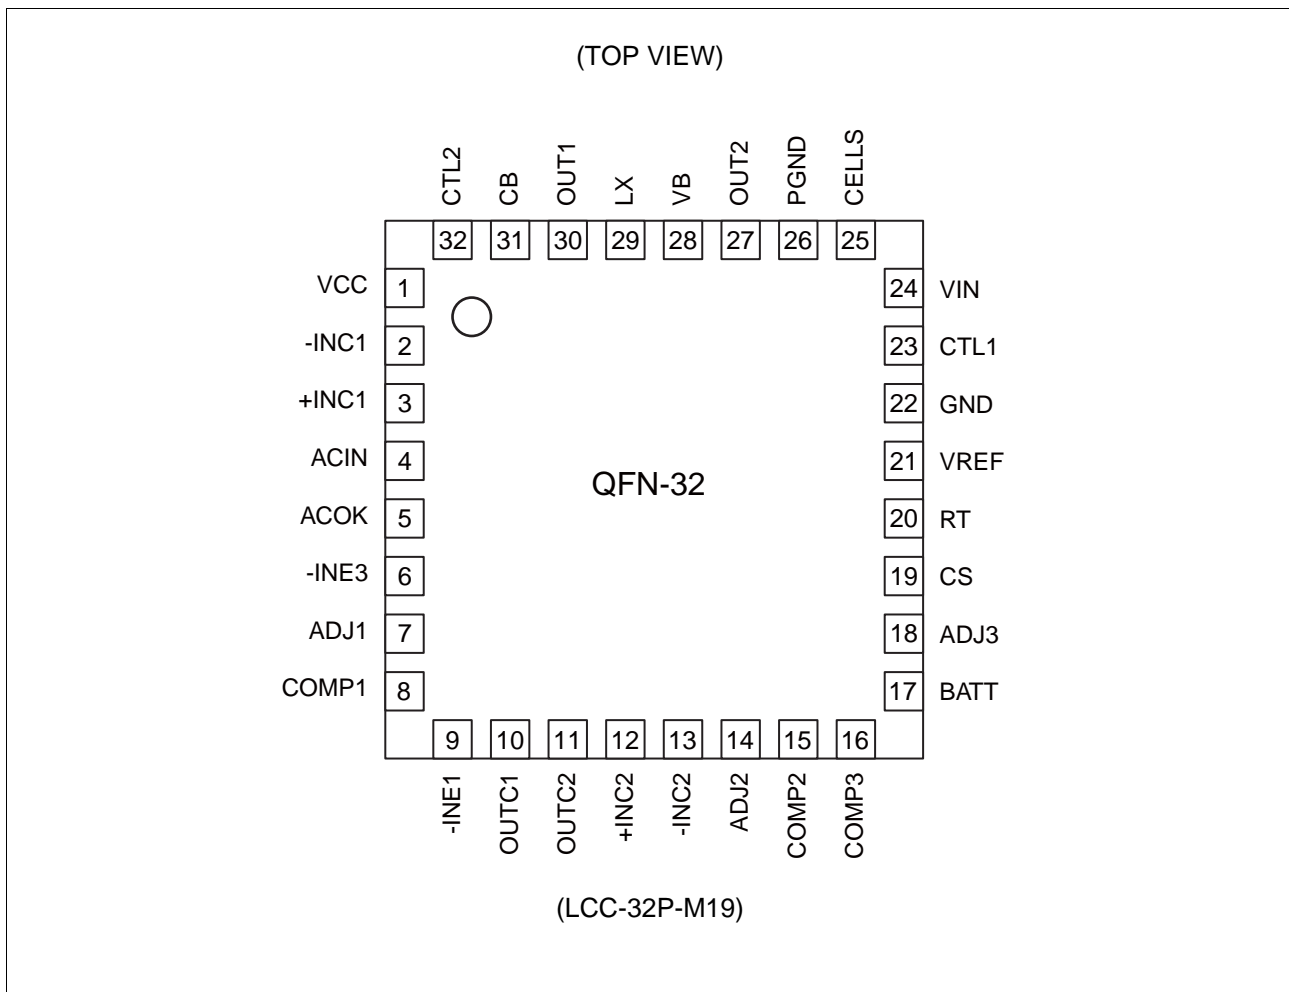 (TOP VIEW)
CTL2
CB
OUT1
LX
VB
OUT2
PGND
CELLS
32 31 30 29 28 27 26 25
VCC 1 24 VIN
-INC1 2 23 CTL1
+INC1 3 22 GND
ACIN 4 21 VREF
QFN-32
ACOK 5 20 RT
-INE3 6 19 CS
ADJ1 7 18 ADJ3
COMP1 8 17 BATT
9 10 11 12 13 14 15 16
-INE1
OUTC1
OUTC2
+INC2
-INC2
ADJ2
COMP2
COMP3
(LCC-32P-M19)